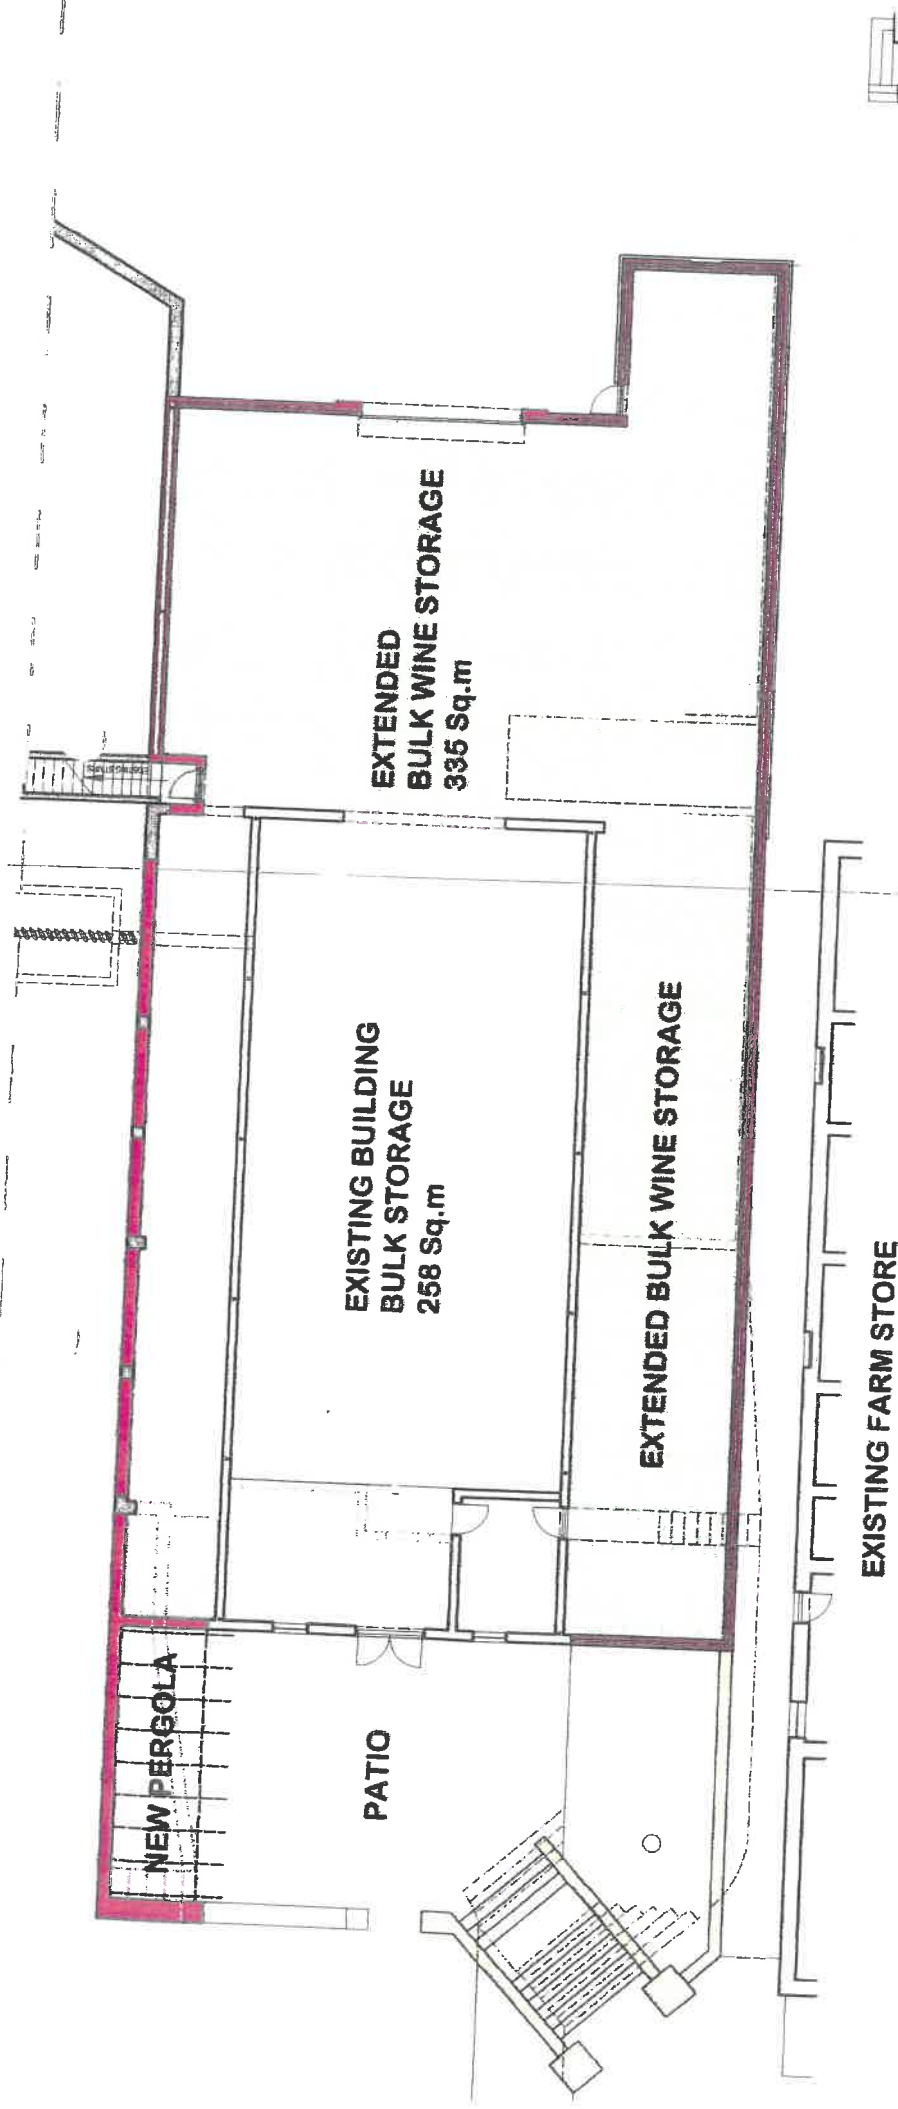 NEW PERGOLA
PATIO
EXISTING BUILDING
BULK STORAGE
258 Sq.m
EXTENDED
BULK WINE STORAGE
335 Sq.m
EXTENDED BULK WINE STORAGE
EXISTING FARM STORE